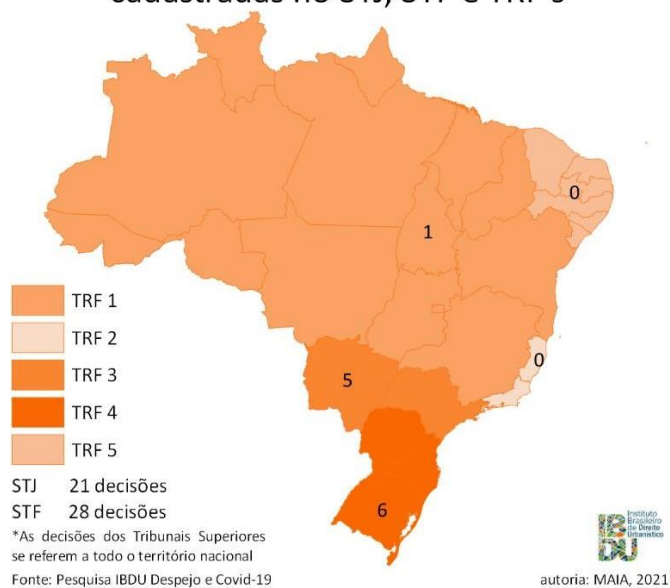 cadastradas no STJ, STF e TRF's
0
1
0
5
6
TRF 1
TRF 2
TRF 3
TRF 4
TRF 5
STJ 21 decisões
STF 28 decisões
*As decisões dos Tribunais Superiores
se referem a todo o território nacional
Fonte: Pesquisa IBDU Despejo e Covid-19
IBDU
Instituto
Brasileiro
de Direito
Urbanístico
autoria: MAIA, 2021